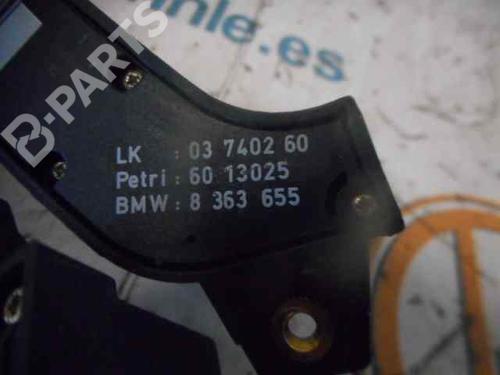 nle.es
B-PARTS
LK : 03 7402 60
Petri : 60 13025
BMW : 8 363 655